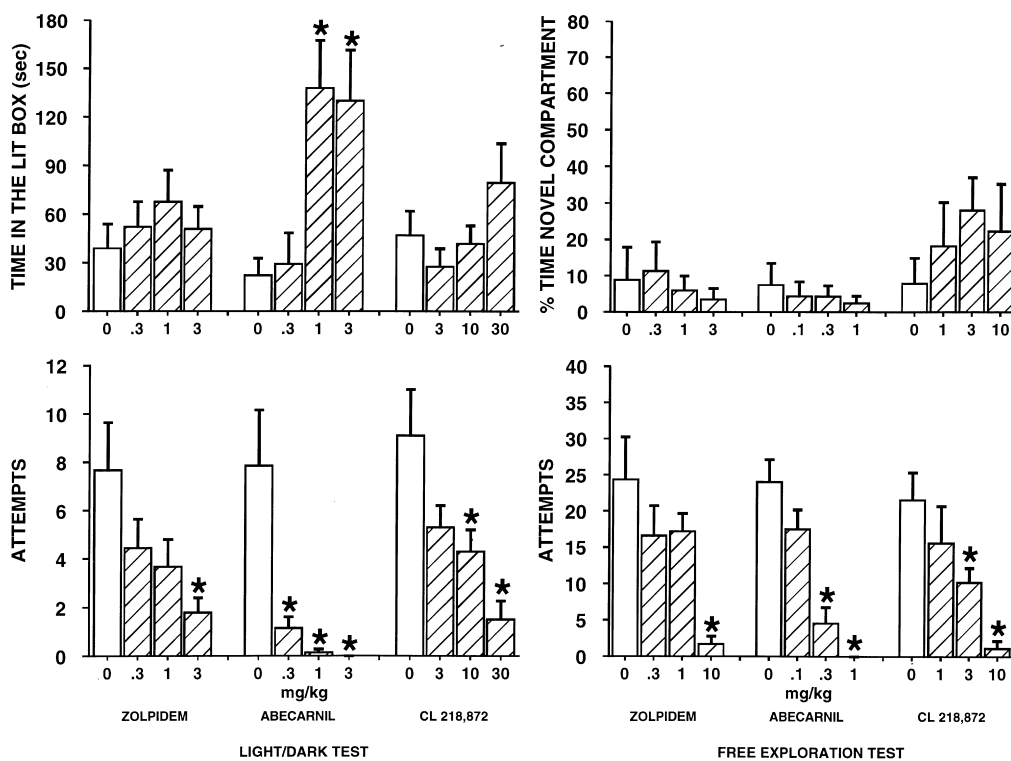 TIME IN THE LIT BOX (sec)
180
150
120
90
60
30
0
* *
0 .3 1 3 0 .3 1 3 0 3 10 30
% TIME NOVEL COMPARTMENT
80
70
60
50
40
30
20
10
0
0 .3 1 3 0 .1 .3 1 0 1 3 10
ATTEMPTS
12
10
8
6
4
2
0
* * * * * *
0 .3 1 3 0 .3 1 3 0 3 10 30
mg/kg
ZOLPIDEM ABECARNIL CL 218,872
LIGHT/DARK TEST
ATTEMPTS
40
35
30
25
20
15
10
5
0
* * * * *
0 .3 1 10 0 .1 .3 1 0 1 3 10
mg/kg
ZOLPIDEM ABECARNIL CL 218,872
FREE EXPLORATION TEST